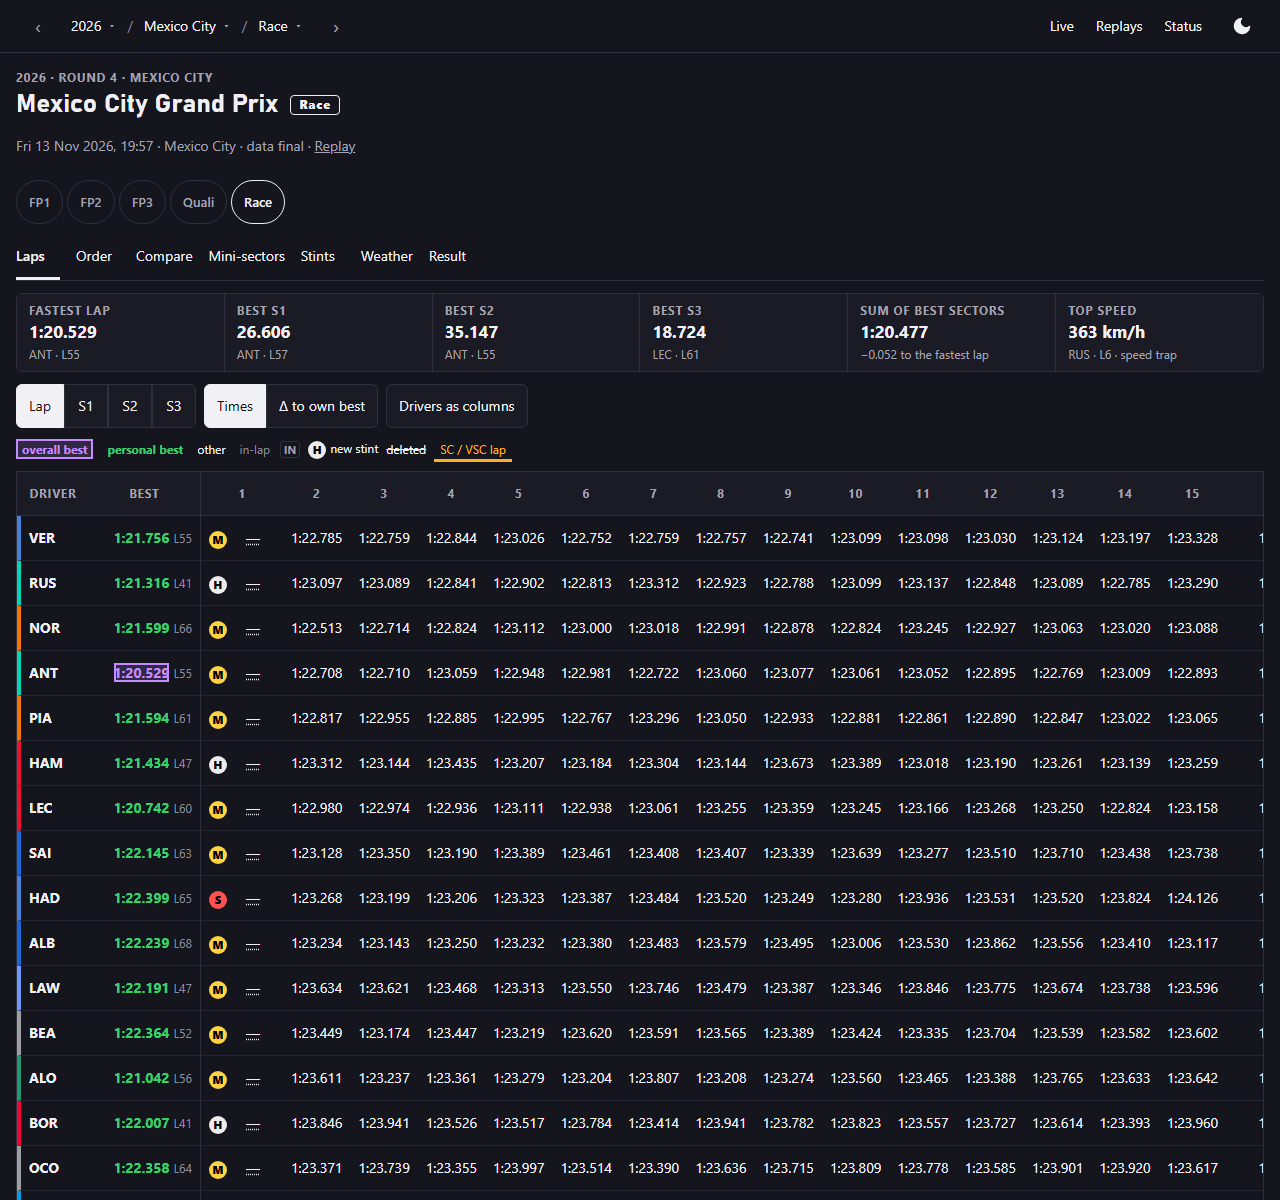 ‹ 2026 / Mexico City / Race ›
Live Replays Status
2026 · ROUND 4 · MEXICO CITY
Mexico City Grand Prix Race
Fri 13 Nov 2026, 19:57 · Mexico City · data final · Replay
FP1 FP2 FP3 Quali Race
Laps Order Compare Mini-sectors Stints Weather Result
FASTEST LAP BEST S1 BEST S2 BEST S3 SUM OF BEST SECTORS TOP SPEED
1:20.529 26.606 35.147 18.724 1:20.477 363 km/h
ANT · L55 ANT · L57 ANT · L55 LEC · L61 −0.052 to the fastest lap RUS · L6 · speed trap
Lap S1 S2 S3 Times Δ to own best Drivers as columns
overall best personal best other in-lap IN H new stint deleted SC / VSC lap
DRIVER BEST 1 2 3 4 5 6 7 8 9 10 11 12 13 14 15
VER 1:21.756 L55 M — 1:22.785 1:22.759 1:22.844 1:23.026 1:22.752 1:22.759 1:22.757 1:22.741 1:23.099 1:23.098 1:23.030 1:23.124 1:23.197 1:23.328
RUS 1:21.316 L41 H — 1:23.097 1:23.089 1:22.841 1:22.902 1:22.813 1:23.312 1:22.923 1:22.788 1:23.099 1:23.137 1:22.848 1:23.089 1:22.785 1:23.290
NOR 1:21.599 L66 M — 1:22.513 1:22.714 1:22.824 1:23.112 1:23.000 1:23.018 1:22.991 1:22.878 1:22.824 1:23.245 1:22.927 1:23.063 1:23.020 1:23.088
ANT 1:20.529 L55 M — 1:22.708 1:22.710 1:23.059 1:22.948 1:22.981 1:22.722 1:23.060 1:23.077 1:23.061 1:23.052 1:22.895 1:22.769 1:23.009 1:22.893
PIA 1:21.594 L61 M — 1:22.817 1:22.955 1:22.885 1:22.995 1:22.767 1:23.296 1:23.050 1:22.933 1:22.881 1:22.861 1:22.890 1:22.847 1:23.022 1:23.065
HAM 1:21.434 L47 H — 1:23.312 1:23.144 1:23.435 1:23.207 1:23.184 1:23.304 1:23.144 1:23.673 1:23.389 1:23.018 1:23.190 1:23.261 1:23.139 1:23.259
LEC 1:20.742 L60 M — 1:22.980 1:22.974 1:22.936 1:23.111 1:22.938 1:23.061 1:23.255 1:23.359 1:23.245 1:23.166 1:23.268 1:23.250 1:22.824 1:23.158
SAI 1:22.145 L63 M — 1:23.128 1:23.350 1:23.190 1:23.389 1:23.461 1:23.408 1:23.407 1:23.339 1:23.639 1:23.277 1:23.510 1:23.710 1:23.438 1:23.738
HAD 1:22.399 L65 S — 1:23.268 1:23.199 1:23.206 1:23.323 1:23.387 1:23.484 1:23.520 1:23.249 1:23.280 1:23.936 1:23.531 1:23.520 1:23.824 1:24.126
ALB 1:22.239 L68 M — 1:23.234 1:23.143 1:23.250 1:23.232 1:23.380 1:23.483 1:23.579 1:23.495 1:23.006 1:23.530 1:23.862 1:23.556 1:23.410 1:23.117
LAW 1:22.191 L47 M — 1:23.634 1:23.621 1:23.468 1:23.313 1:23.550 1:23.746 1:23.479 1:23.387 1:23.346 1:23.846 1:23.775 1:23.674 1:23.738 1:23.596
BEA 1:22.364 L52 M — 1:23.449 1:23.174 1:23.447 1:23.219 1:23.620 1:23.591 1:23.565 1:23.389 1:23.424 1:23.335 1:23.704 1:23.539 1:23.582 1:23.602
ALO 1:21.042 L56 M — 1:23.611 1:23.237 1:23.361 1:23.279 1:23.204 1:23.807 1:23.208 1:23.274 1:23.560 1:23.465 1:23.388 1:23.765 1:23.633 1:23.642
BOR 1:22.007 L41 H — 1:23.846 1:23.941 1:23.526 1:23.517 1:23.784 1:23.414 1:23.941 1:23.782 1:23.823 1:23.557 1:23.727 1:23.614 1:23.393 1:23.960
OCO 1:22.358 L64 M — 1:23.371 1:23.739 1:23.355 1:23.997 1:23.514 1:23.390 1:23.636 1:23.715 1:23.809 1:23.778 1:23.585 1:23.901 1:23.920 1:23.617